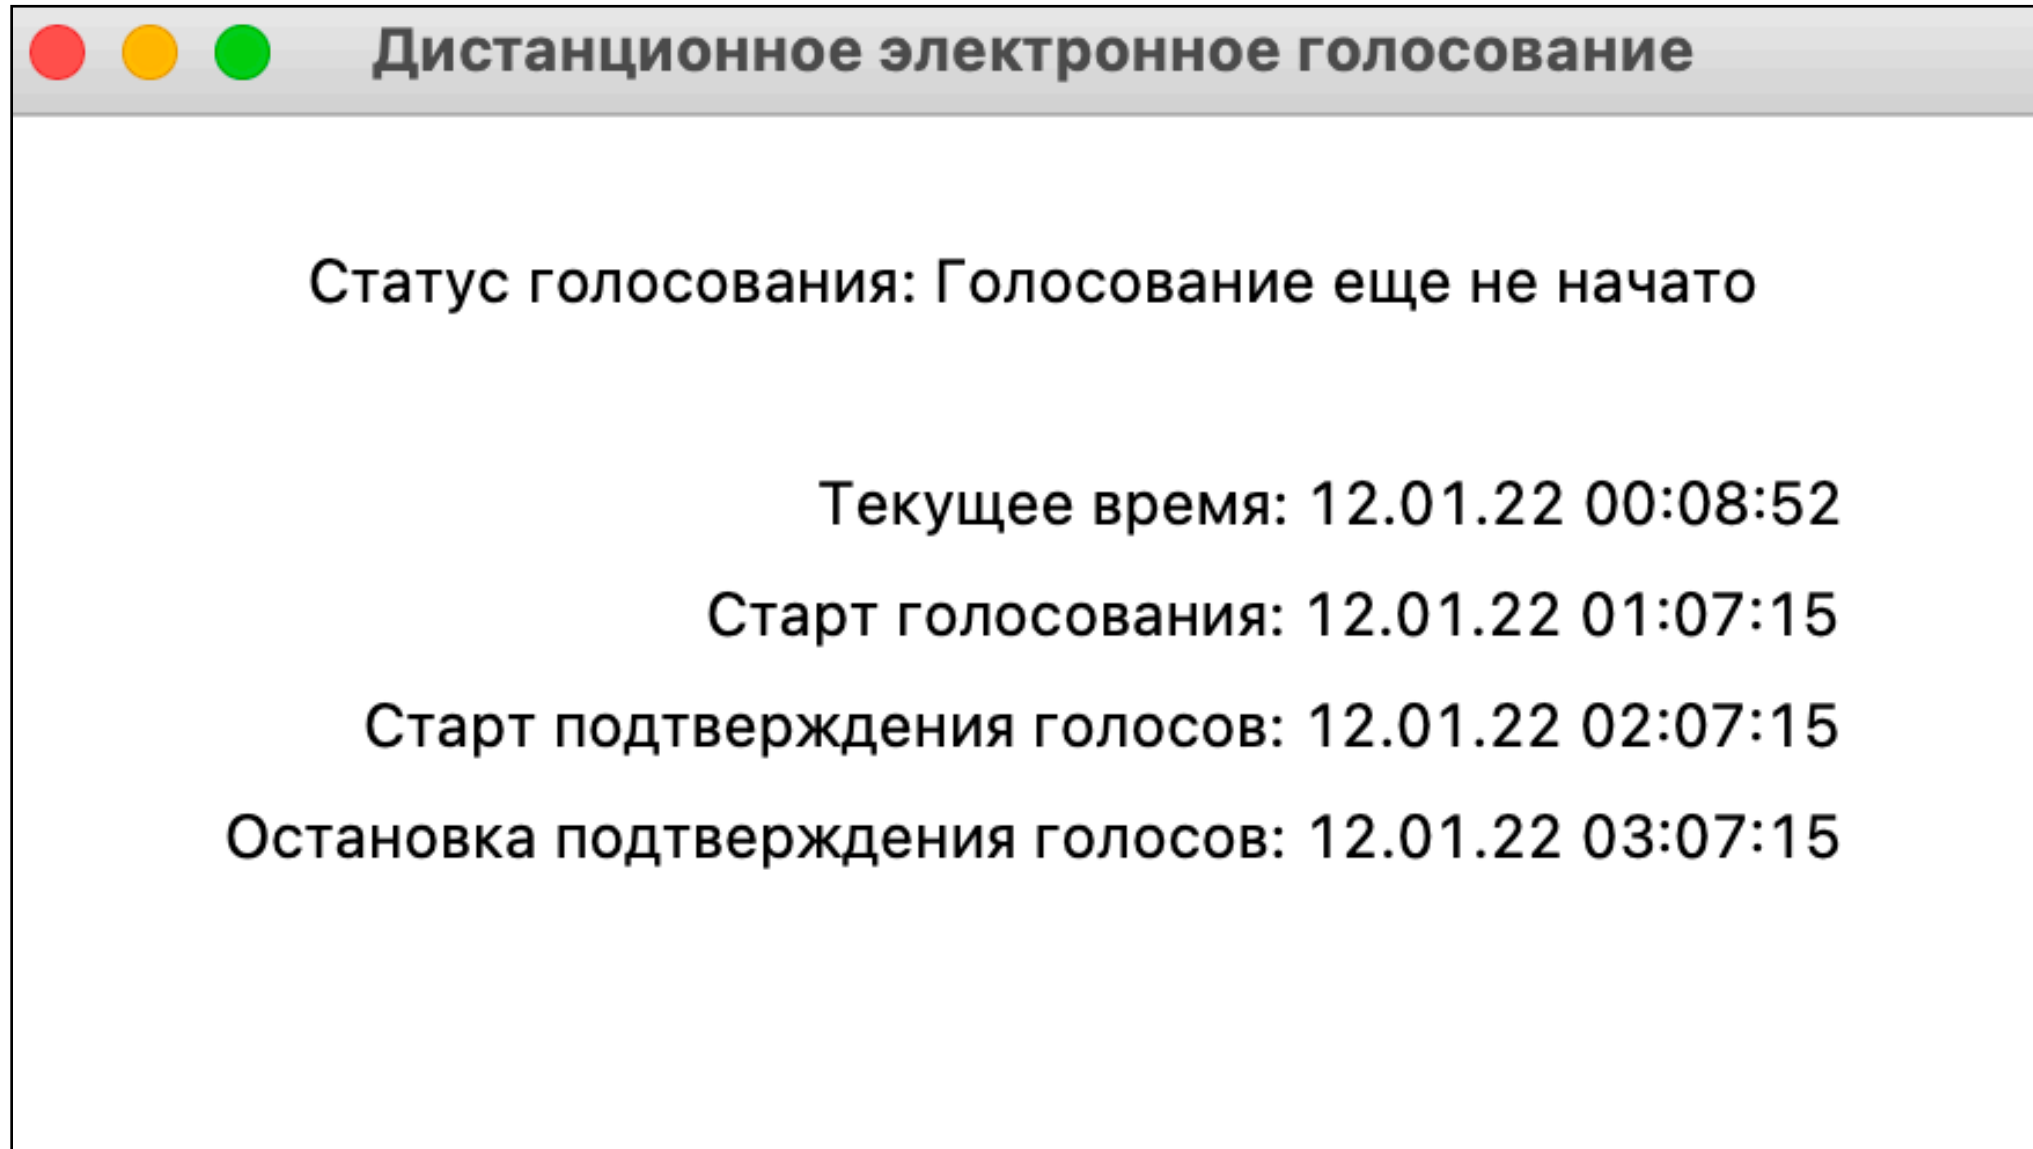 Дистанционное электронное голосование
Статус голосования: Голосование еще не начато
Текущее время: 12.01.22 00:08:52
Старт голосования: 12.01.22 01:07:15
Старт подтверждения голосов: 12.01.22 02:07:15
Остановка подтверждения голосов: 12.01.22 03:07:15